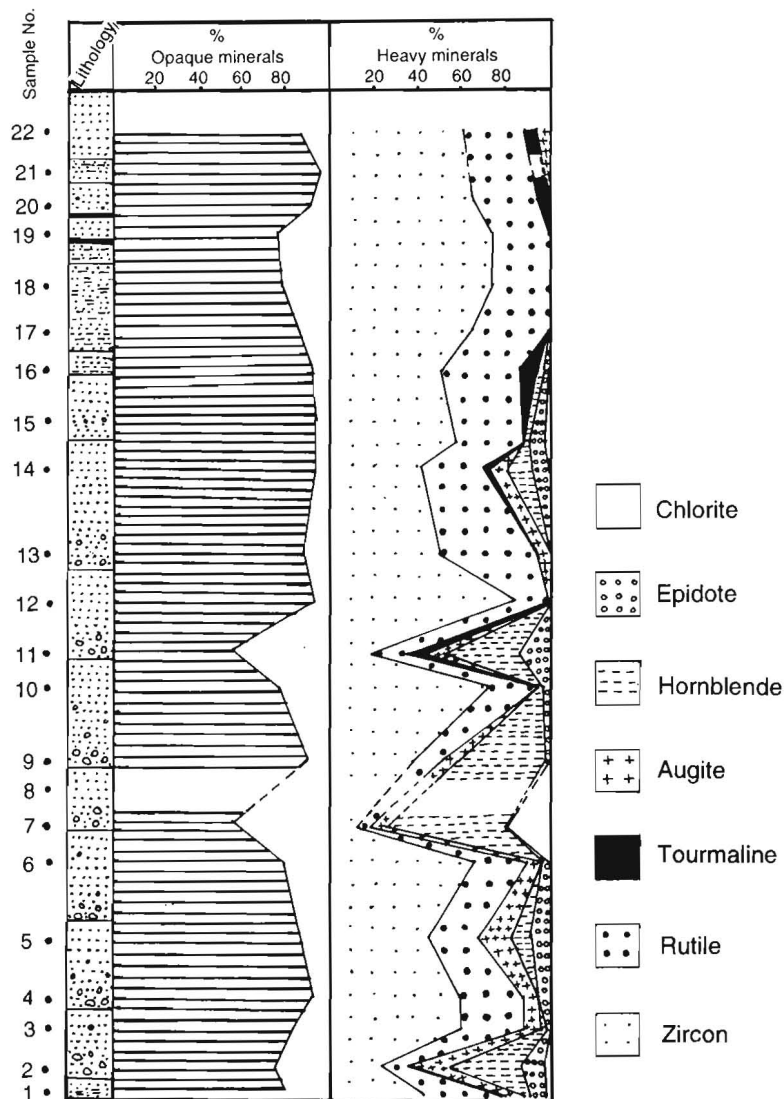 Sample No.
Lithology
%
Opaque minerals
20 40 60 80
%
Heavy minerals
20 40 60 80
22
21
20
19
18
17
16
15
14
13
12
11
10
9
8
7
6
5
4
3
2
1
Chlorite
Epidote
Hornblende
Augite
Tourmaline
Rutile
Zircon